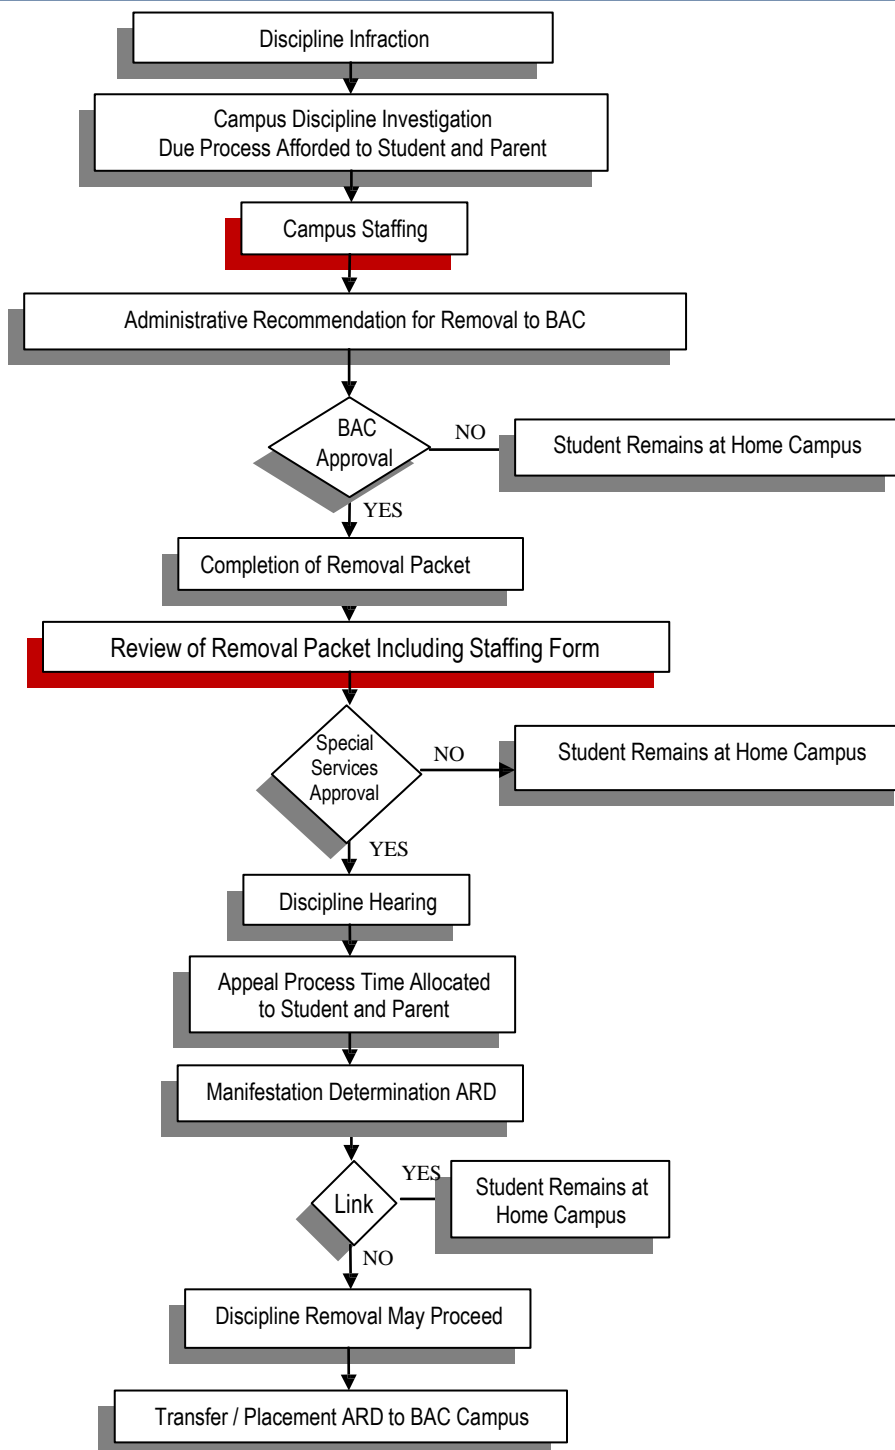 Discipline Infraction
Campus Discipline Investigation
Due Process Afforded to Student and Parent
Campus Staffing
Administrative Recommendation for Removal to BAC
BAC
Approval
NO
Student Remains at Home Campus
YES
Completion of Removal Packet
Review of Removal Packet Including Staffing Form
Special
Services
Approval
NO
Student Remains at Home Campus
YES
Discipline Hearing
Appeal Process Time Allocated
to Student and Parent
Manifestation Determination ARD
Link
YES
Student Remains at
Home Campus
NO
Discipline Removal May Proceed
Transfer / Placement ARD to BAC Campus